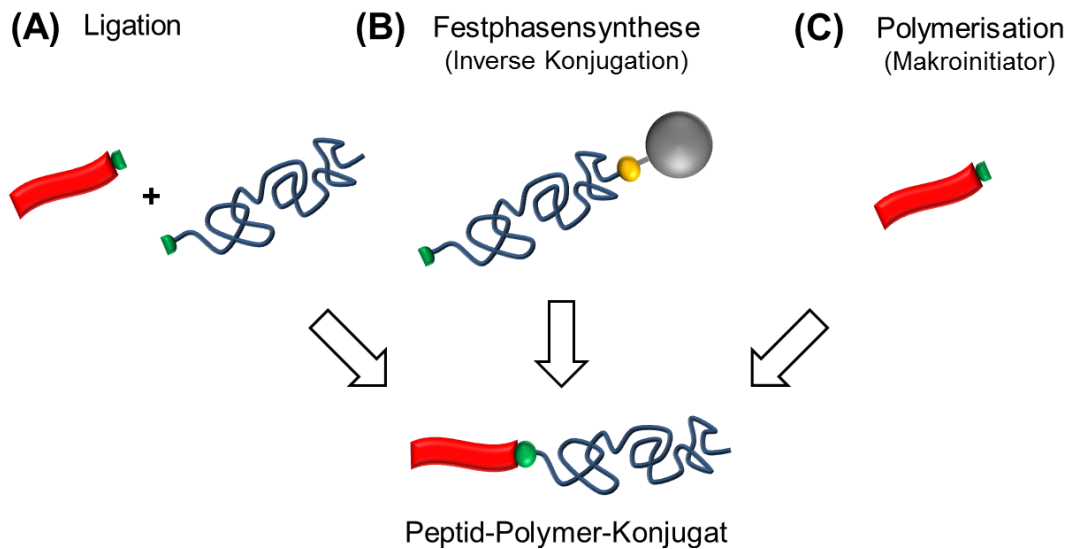 (A) Ligation
(B) Festphasensynthese
(Inverse Konjugation)
(C) Polymerisation
(Makroinitiator)
+
Peptid-Polymer-Konjugat